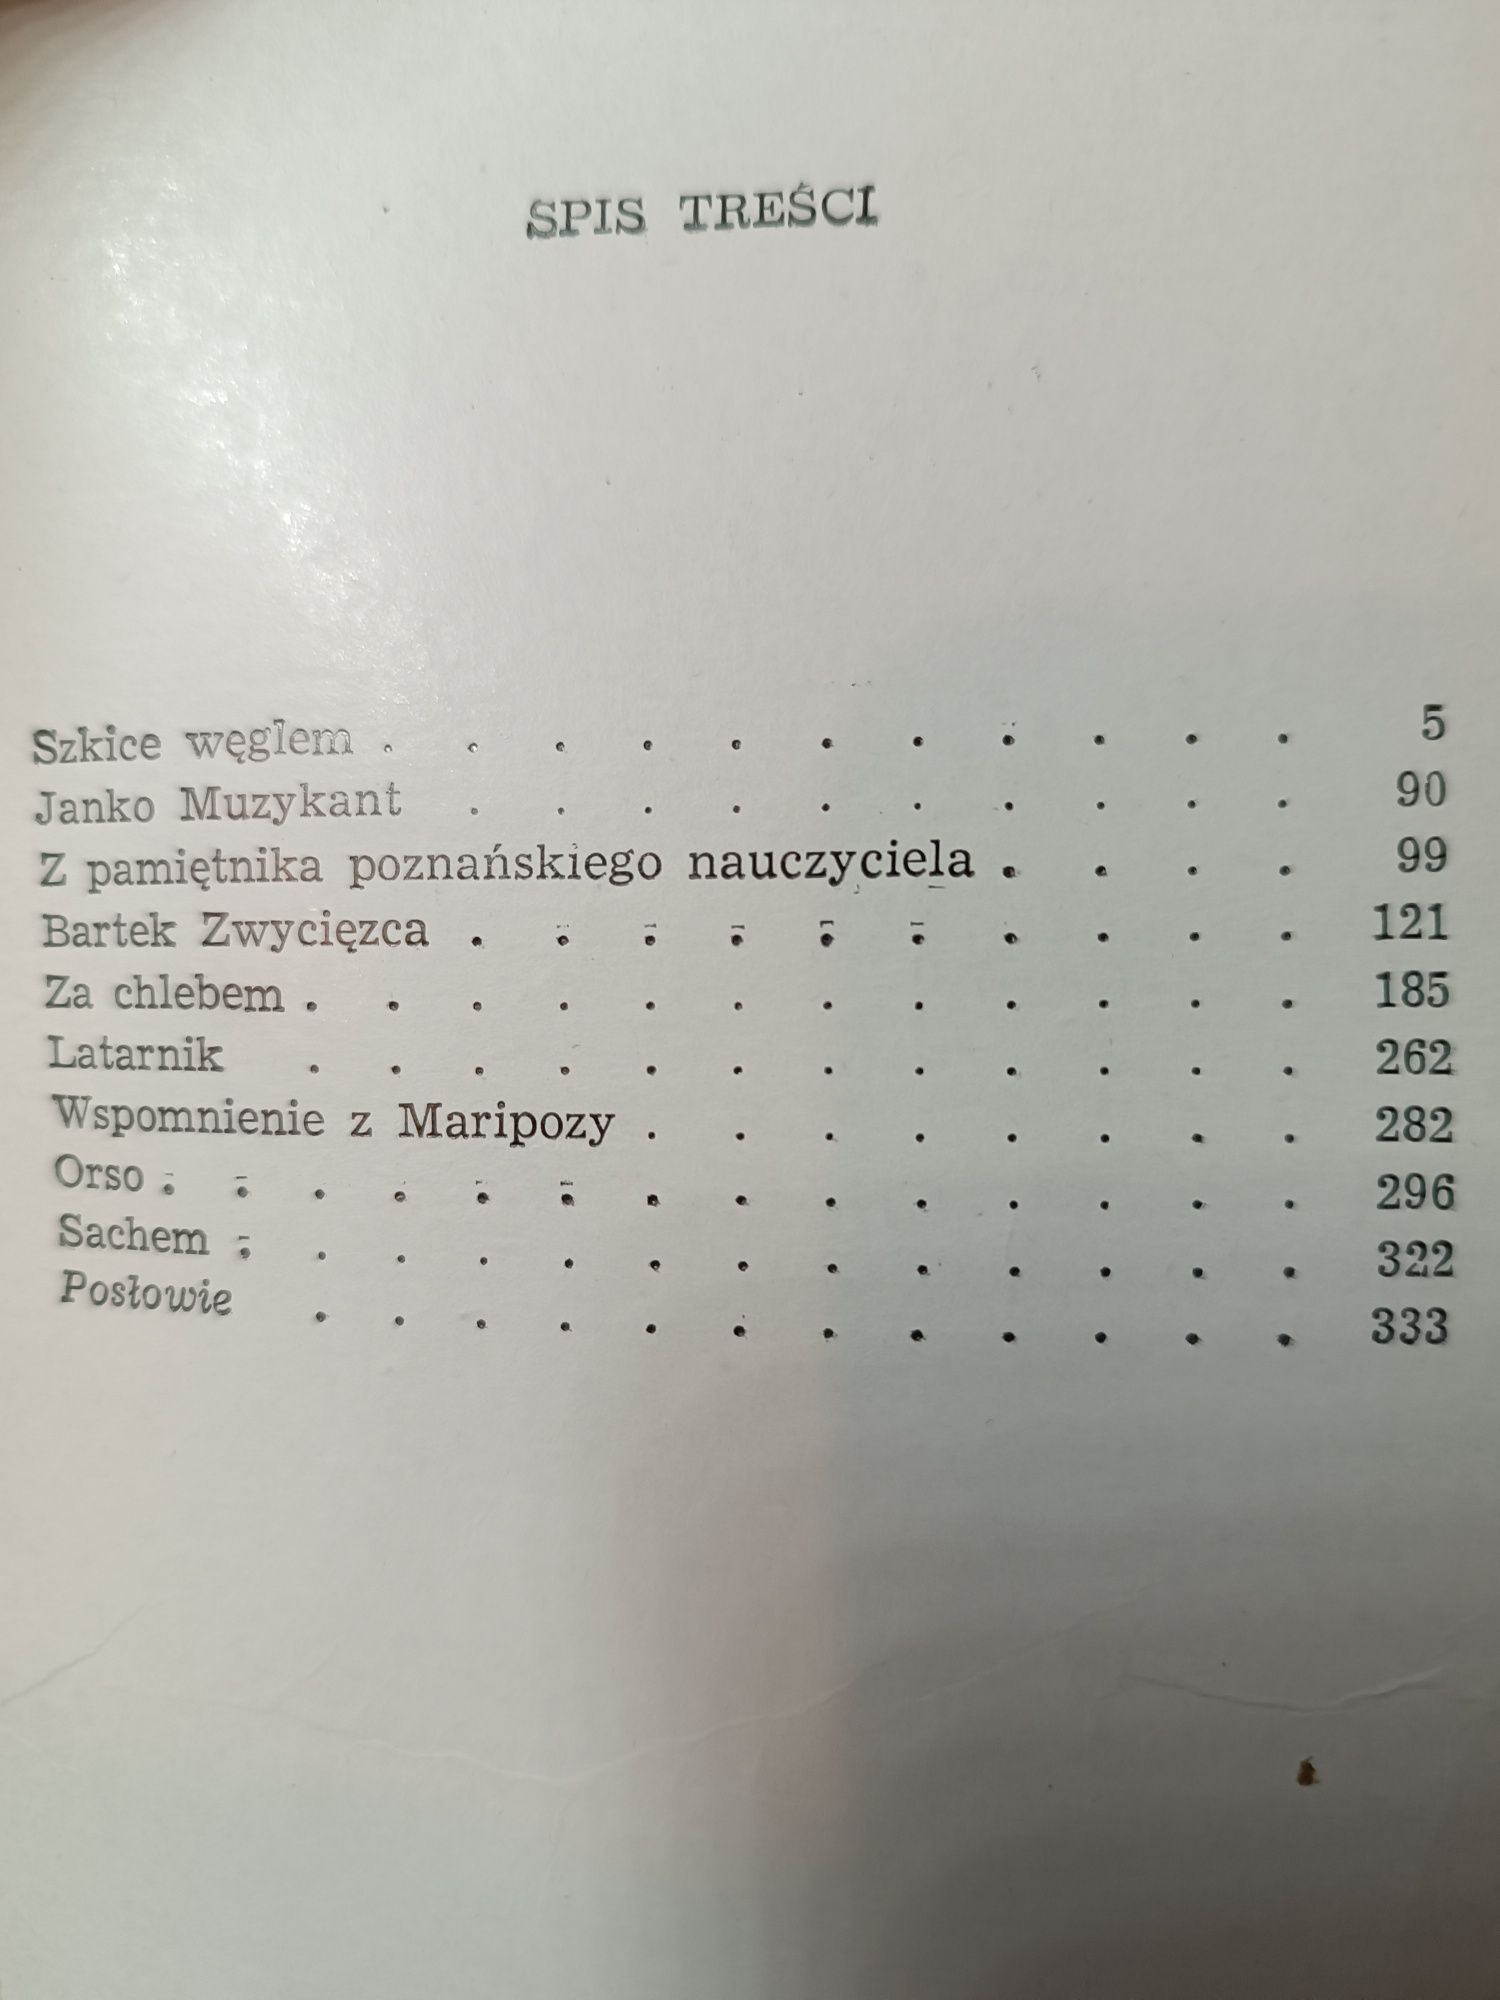 SPIS TREŚCI
Szkice węglem . . . . . . . . . . . 5
Janko Muzykant . . . . . . . . . . 90
Z pamiętnika poznańskiego nauczyciela . . . . 99
Bartek Zwycięzca . . . . . . . . . . 121
Za chlebem . . . . . . . . . . . . 185
Latarnik . . . . . . . . . . . . 262
Wspomnienie z Maripozy . . . . . . . . 282
Orso . . . . . . . . . . . . . . 296
Sachem . . . . . . . . . . . . . 322
Posłowie . . . . . . . . . . . . 333